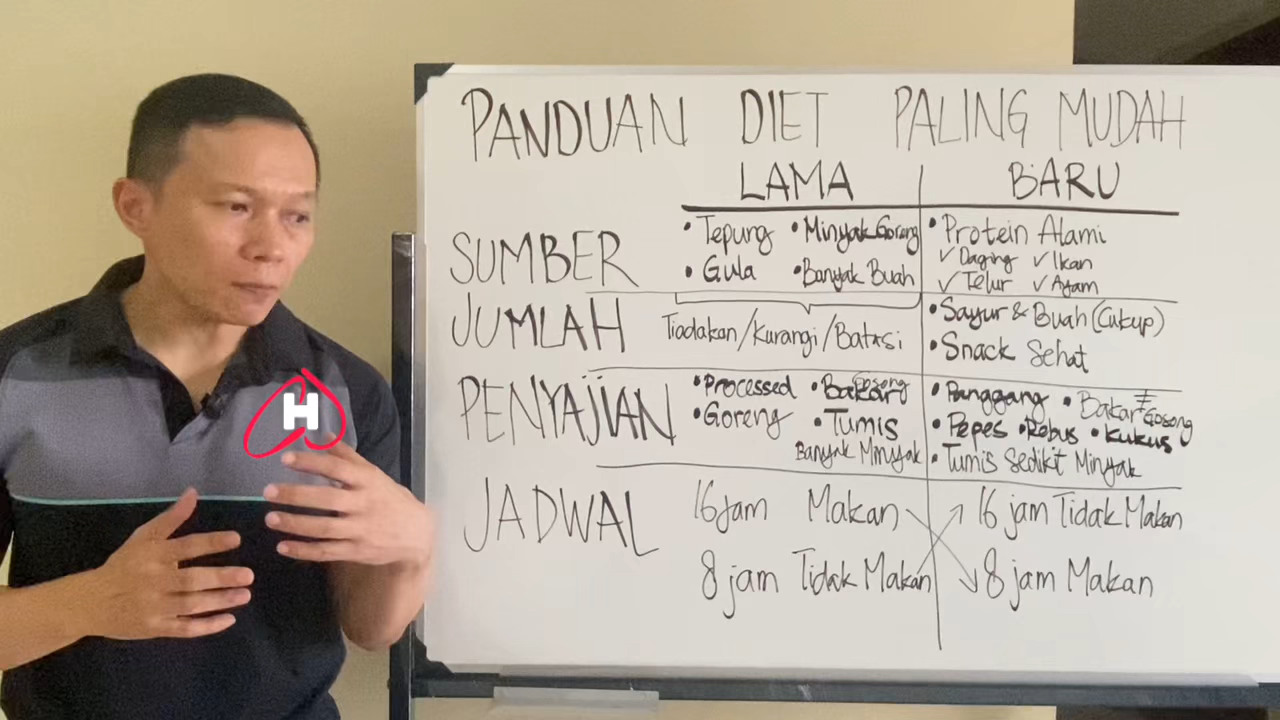 PANDUAN DIET PALING MUDAH
LAMA BARU
SUMBER
• Tepung • Minyak Goreng
• Gula • Banyak Buah
• Protein Alami
✓ Daging ✓ Ikan
✓ Telur ✓ Ayam
JUMLAH
Tiadakan/Kurangi/Batasi
• Sayur & Buah (Cukup)
• Snack Sehat
PENYAJIAN
• Processed • Bakar Gosong
• Goreng • Tumis
Banyak Minyak
• Panggang • Bakar ≠ Gosong
• Pepes • Rebus • Kukus
• Tumis Sedikit Minyak
JADWAL
16 jam Makan
8 jam Tidak Makan
16 jam Tidak Makan
8 jam Makan
H